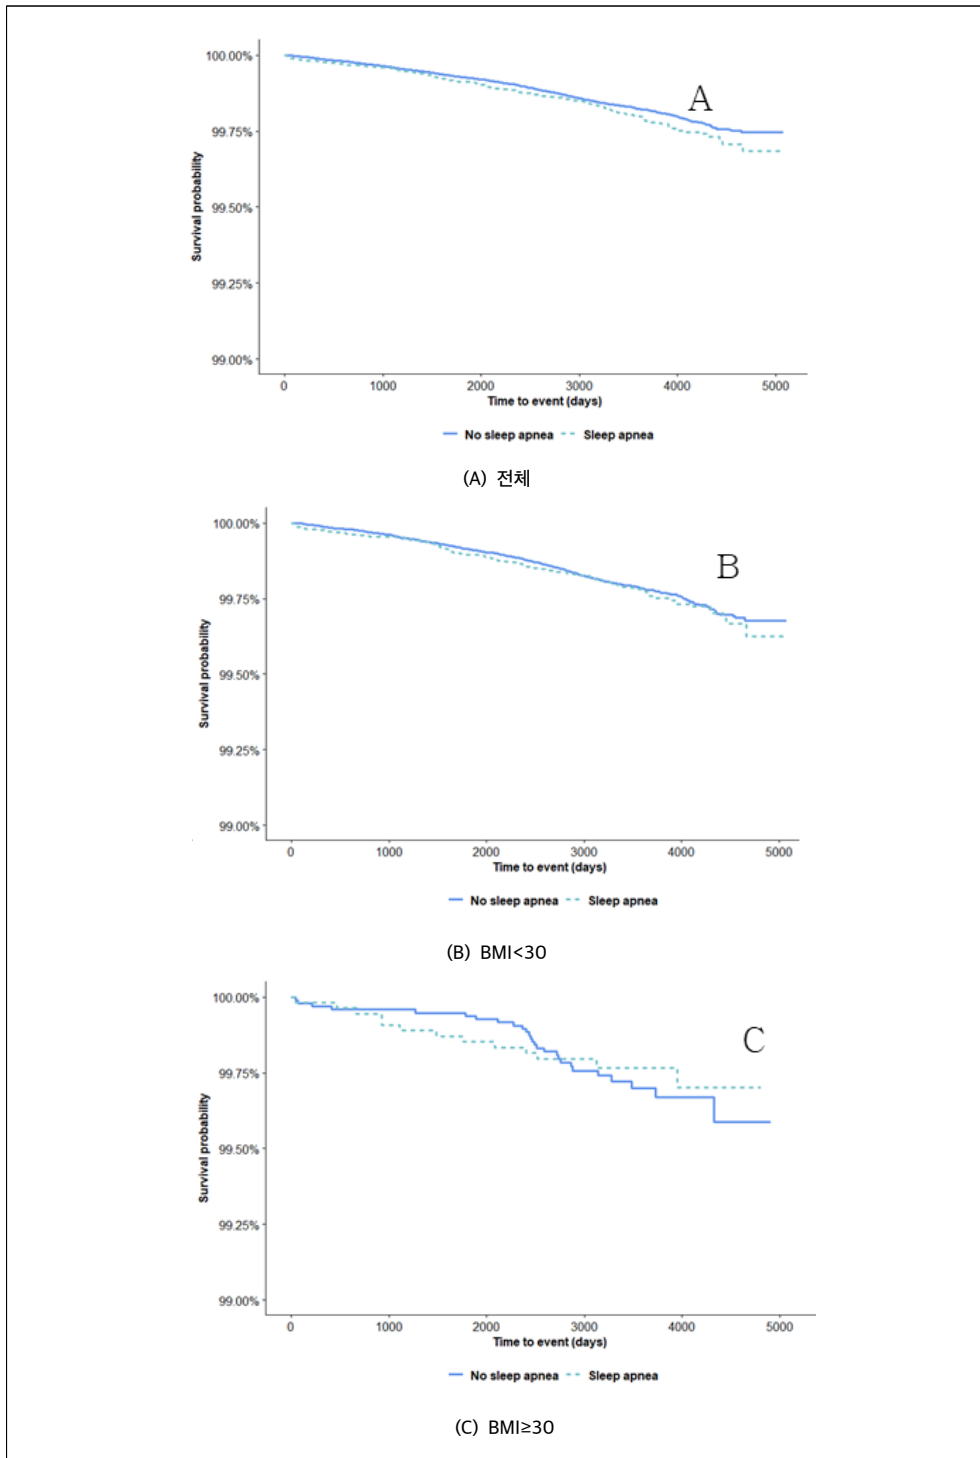 100.00%
A
99.75%
99.50%
99.25%
99.00%
Survival probability
0 1000 2000 3000 4000 5000
Time to event (days)
No sleep apnea Sleep apnea
(A) 전체
100.00%
B
99.75%
99.50%
99.25%
99.00%
Survival probability
0 1000 2000 3000 4000 5000
Time to event (days)
No sleep apnea Sleep apnea
(B) BMI<30
100.00%
C
99.75%
99.50%
99.25%
99.00%
Survival probability
0 1000 2000 3000 4000 5000
Time to event (days)
No sleep apnea Sleep apnea
(C) BMI≥30